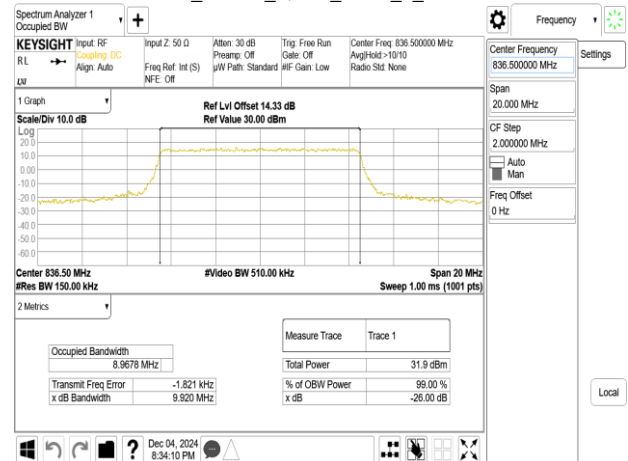 Spectrum Analyzer 1
Occupied BW
Frequency
KEYSIGHT
RL
LXI
Input: RF
Coupling: DC
Align: Auto
Input Z: 50 Ω
Freq Ref: Int (S)
NFE: Off
Atten: 30 dB
Preamp: Off
µW Path: Standard
Trig: Free Run
Gate: Off
#IF Gain: Low
Center Freq: 836.500000 MHz
Avg|Hold:>10/10
Radio Std: None
Center Frequency
836.500000 MHz
Settings
Span
20.000 MHz
CF Step
2.000000 MHz
Auto
Man
Freq Offset
0 Hz
1 Graph
Scale/Div 10.0 dB
Ref Lvl Offset 14.33 dB
Ref Value 30.00 dBm
Log
20.0
10.0
0.00
-10.0
-20.0
-30.0
-40.0
-50.0
-60.0
Center 836.50 MHz
#Video BW 510.00 kHz
Span 20 MHz
#Res BW 150.00 kHz
Sweep 1.00 ms (1001 pts)
2 Metrics
Measure Trace Trace 1
Occupied Bandwidth
8.9678 MHz
Total Power 31.9 dBm
Transmit Freq Error -1.821 kHz
% of OBW Power 99.00 %
x dB Bandwidth 9.920 MHz
x dB -26.00 dB
Local
?
Dec 04, 2024
8:34:10 PM